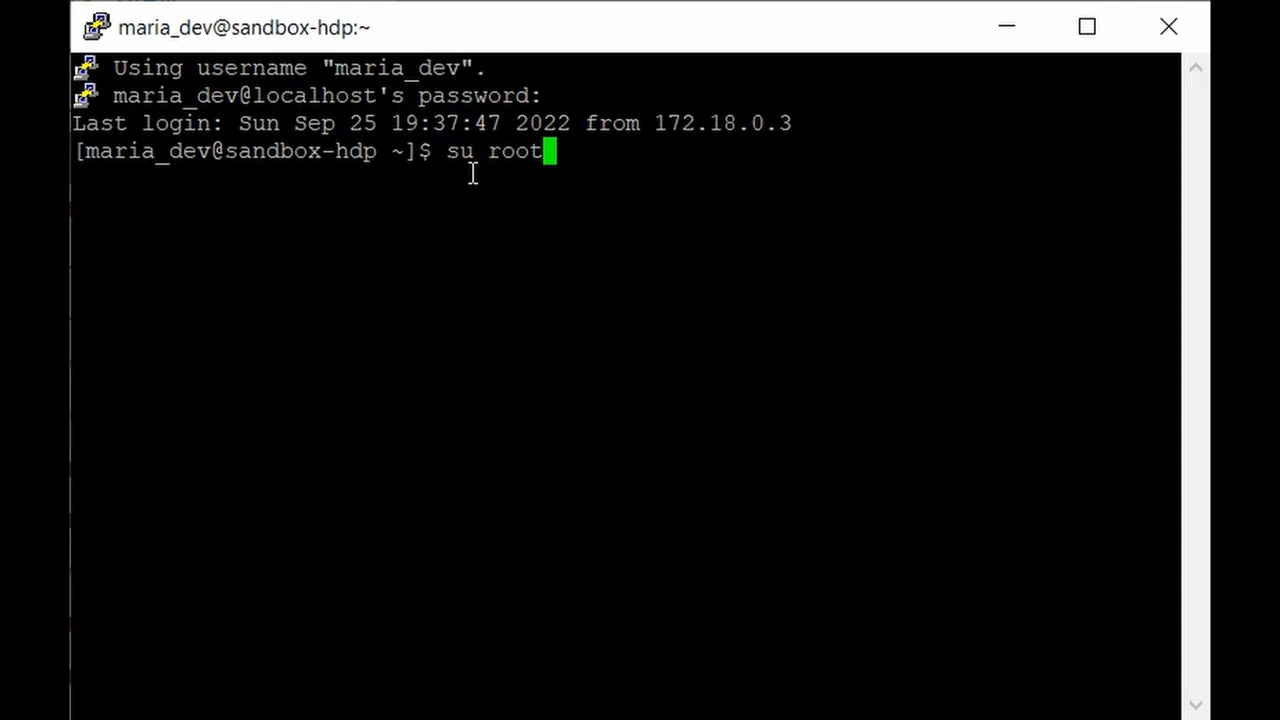 maria_dev@sandbox-hdp:~
Using username "maria_dev".
maria_dev@localhost's password:
Last login: Sun Sep 25 19:37:47 2022 from 172.18.0.3
[maria_dev@sandbox-hdp ~]$ su root